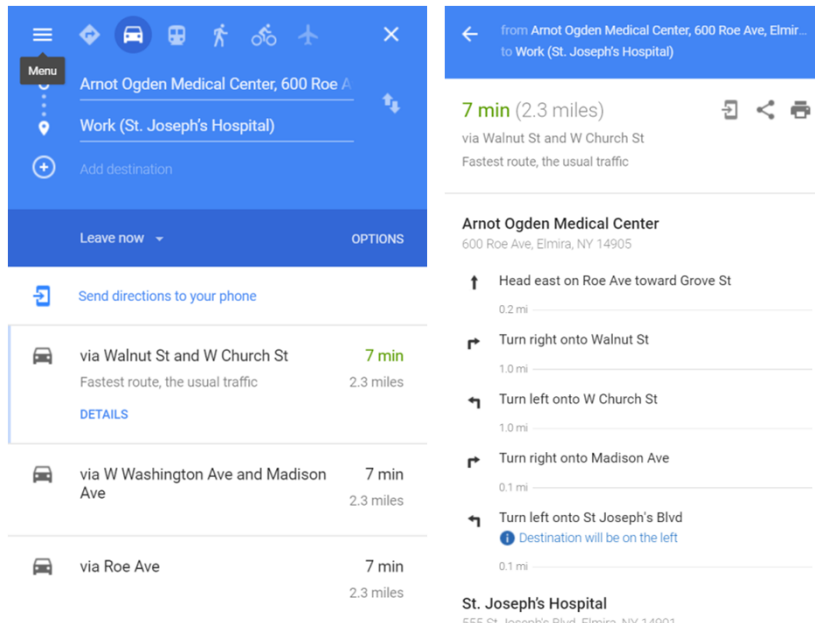 Menu
Arnot Ogden Medical Center, 600 Roe A
Work (St. Joseph's Hospital)
Add destination
Leave now
OPTIONS
Send directions to your phone
via Walnut St and W Church St
7 min
Fastest route, the usual traffic
2.3 miles
DETAILS
via W Washington Ave and Madison
Ave
7 min
2.3 miles
via Roe Ave
7 min
2.3 miles
from Arnot Ogden Medical Center, 600 Roe Ave, Elmir...
to Work (St. Joseph's Hospital)
7 min (2.3 miles)
via Walnut St and W Church St
Fastest route, the usual traffic
Arnot Ogden Medical Center
600 Roe Ave, Elmira, NY 14905
Head east on Roe Ave toward Grove St
0.2 mi
Turn right onto Walnut St
1.0 mi
Turn left onto W Church St
1.0 mi
Turn right onto Madison Ave
0.1 mi
Turn left onto St Joseph's Blvd
Destination will be on the left
0.1 mi
St. Joseph's Hospital
555 St Joseph's Blvd, Elmira, NY 14901